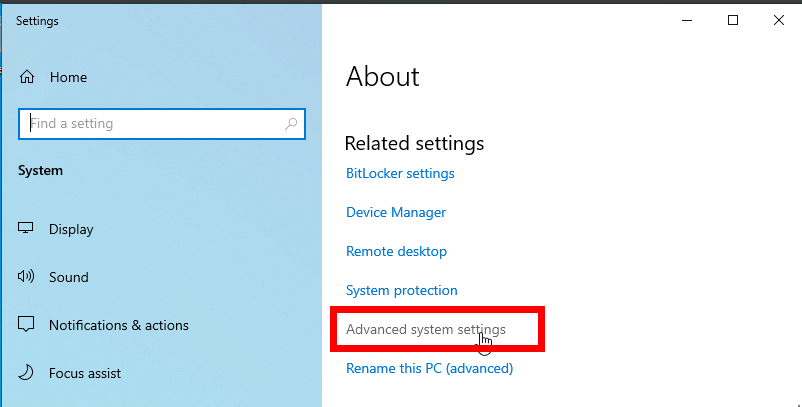 Settings
Home
Find a setting
System
Display
Sound
Notifications & actions
Focus assist
About
Related settings
BitLocker settings
Device Manager
Remote desktop
System protection
Advanced system settings
Rename this PC (advanced)